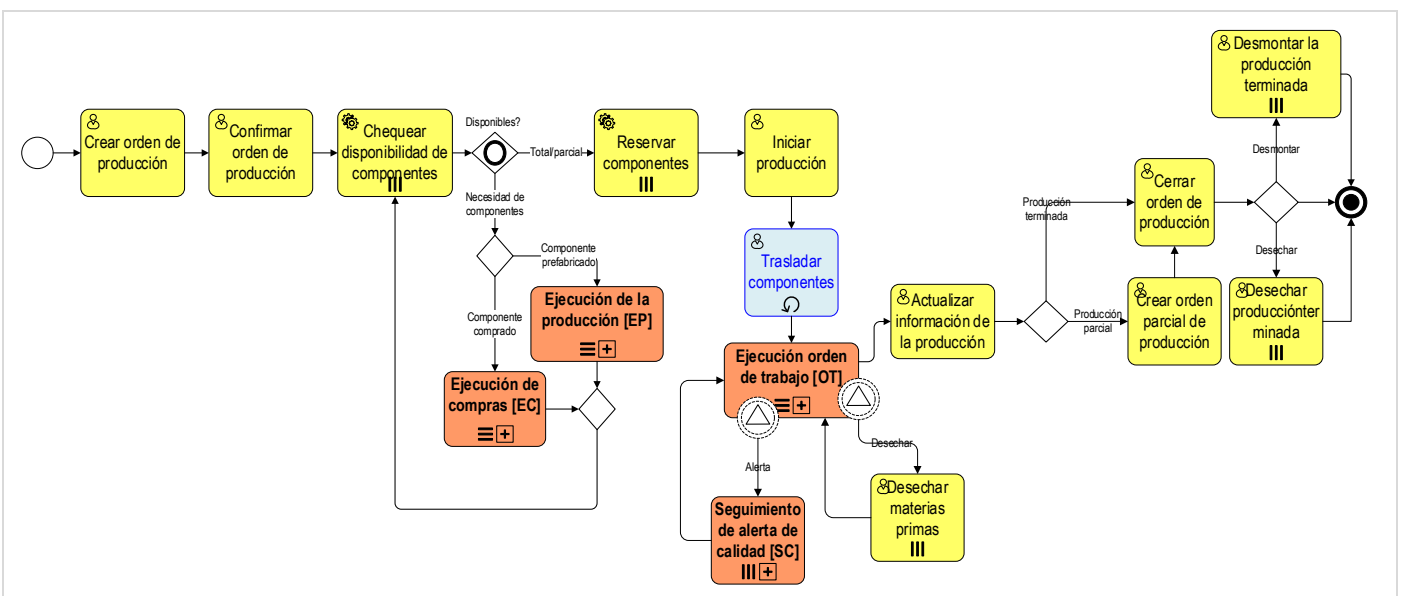 Crear orden de
producción
Confirmar
orden de
producción
Chequear
disponibilidad de
componentes
Disponibles?
Total/parcial
Necesidad de
componentes
Reservar
componentes
Iniciar
producción
Componente
prefabricado
Componente
comprado
Ejecución de la
producción [EP]
Ejecución de
compras [EC]
Trasladar
componentes
Ejecución orden
de trabajo [OT]
Alerta
Desechar
Seguimiento
de alerta de
calidad [SC]
Desechar
materias
primas
Actualizar
información de
la producción
Producción
terminada
Producción
parcial
Cerrar
orden de
producción
Crear orden
parcial de
producción
Desmontar
Desechar
Desmontar la
producción
terminada
Desechar
producciónter
minada